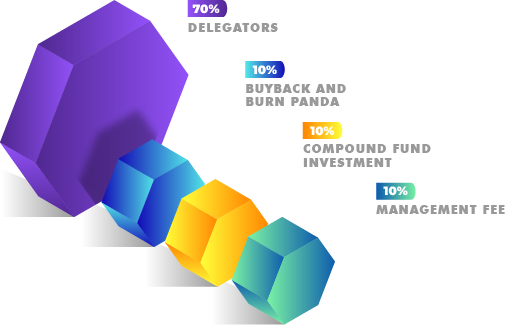 70%
DELEGATORS
10%
BUYBACK AND
BURN PANDA
10%
COMPOUND FUND
INVESTMENT
10%
MANAGEMENT FEE